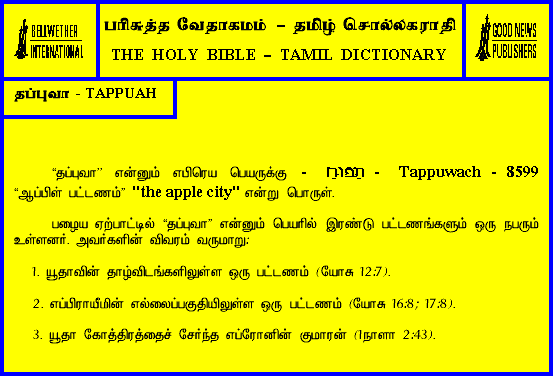 BELLWETHER
INTERNATIONAL
பரிசுத்த வேதாகமம் – தமிழ் சொல்லகராதி
THE HOLY BIBLE – TAMIL DICTIONARY
GOOD NEWS
PUBLISHERS
தப்புவா - TAPPUAH
“தப்புவா” என்னும் எபிரெய பெயருக்கு - - Tappuwach - 8599
“ஆப்பிள் பட்டணம்” "the apple city" என்று பொருள்.
பழைய ஏற்பாட்டில் “தப்புவா” என்னும் பெயரில் இரண்டு பட்டணங்களும் ஒரு நபரும்
உள்ளனர். அவர்களின் விவரம் வருமாறு:
1. யூதாவின் தாழ்விடங்களிலுள்ள ஒரு பட்டணம் (யோசு 12:7).
2. எப்பிராயீமின் எல்லைப்பகுதியிலுள்ள ஒரு பட்டணம் (யோசு 16:8; 17:8).
3. யூதா கோத்திரத்தைச் சேர்ந்த எப்ரோனின் குமாரன் (1நாளா 2:43).